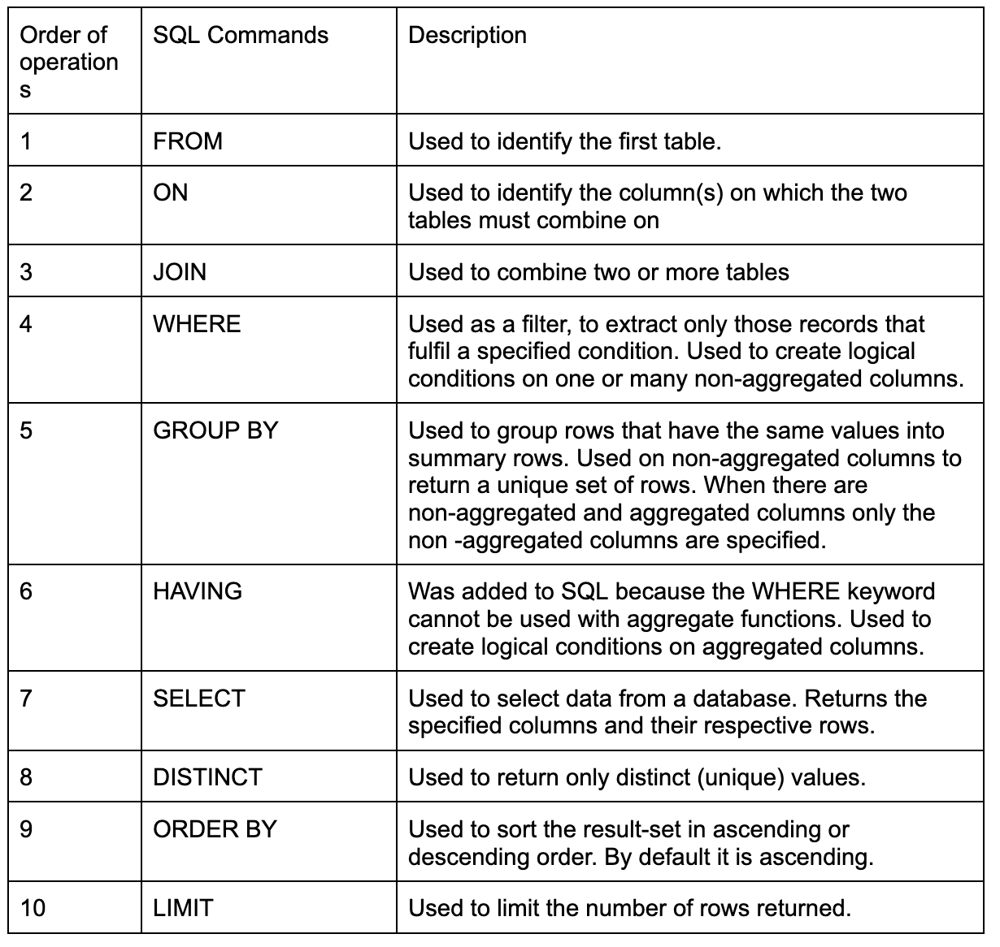 Order of
operation
s
SQL Commands
Description
1
FROM
Used to identify the first table.
2
ON
Used to identify the column(s) on which the two
tables must combine on
3
JOIN
Used to combine two or more tables
4
WHERE
Used as a filter, to extract only those records that
fulfil a specified condition. Used to create logical
conditions on one or many non-aggregated columns.
5
GROUP BY
Used to group rows that have the same values into
summary rows. Used on non-aggregated columns to
return a unique set of rows. When there are
non-aggregated and aggregated columns only the
non -aggregated columns are specified.
6
HAVING
Was added to SQL because the WHERE keyword
cannot be used with aggregate functions. Used to
create logical conditions on aggregated columns.
7
SELECT
Used to select data from a database. Returns the
specified columns and their respective rows.
8
DISTINCT
Used to return only distinct (unique) values.
9
ORDER BY
Used to sort the result-set in ascending or
descending order. By default it is ascending.
10
LIMIT
Used to limit the number of rows returned.